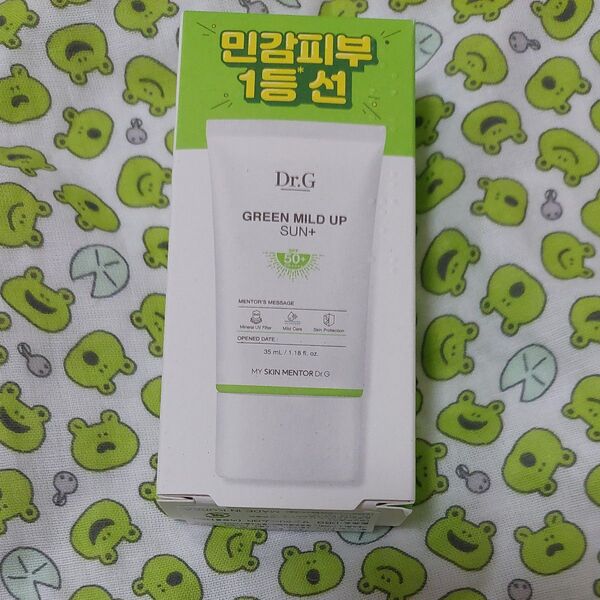 민감피부
1등* 선
Dr.G
GREEN MILD UP
SUN+
SPF
50+
MENTOR'S MESSAGE
Mineral UV Filter Mild Care Skin Protection
OPENED DATE :
35 mL / 1.18 fl. oz.
MY SKIN MENTOR Dr.G